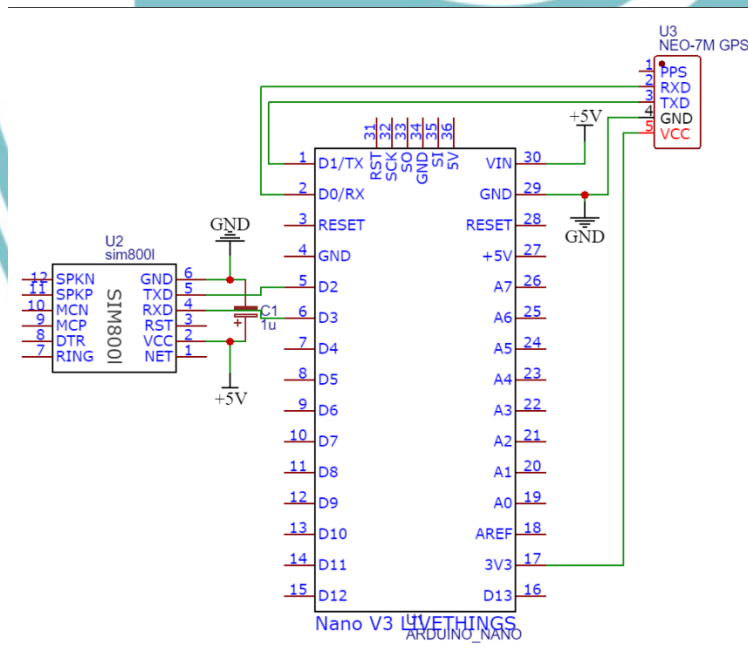 U3
NEO-7M GPS
1 PPS
2 RXD
3 TXD
4 GND
5 VCC
+5V
31 32 33 34 35 36
RST SCK SO GND SI 5V
1 D1/TX
2 D0/RX
3 RESET
4 GND
5 D2
6 D3
7 D4
8 D5
9 D6
10 D7
11 D8
12 D9
13 D10
14 D11
15 D12
VIN 30
GND 29
RESET 28
+5V 27
A7 26
A6 25
A5 24
A4 23
A3 22
A2 21
A1 20
A0 19
AREF 18
3V3 17
D13 16
GND
GND
U2
sim800l
12 SPKN
11 SPKP
10 MCN
9 MCP
8 DTR
7 RING
SIM800l
GND 6
TXD 5
RXD 4
RST 3
VCC 2
NET 1
C1
+
1u
+5V
Nano V3 LIVETHINGS
U1
ARDUINO_NANO